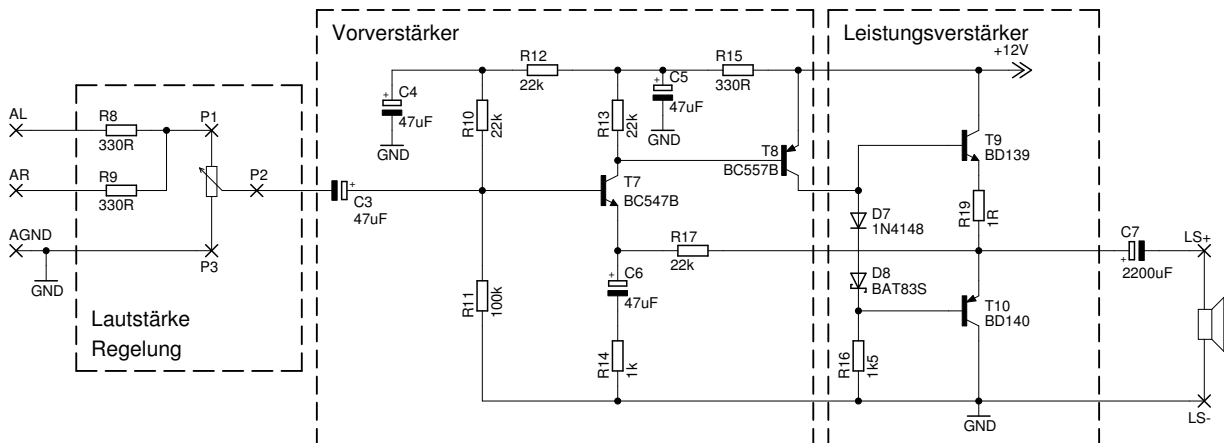 Vorverstärker
Leistungsverstärker
+12V
R12
22k
R15
330R
C4
47uF
GND
R10
22k
R13
22k
C5
47uF
GND
AL
R8
330R
P1
AR
R9
330R
P2
AGND
GND
P3
Lautstärke
Regelung
C3
47uF
T7
BC547B
T8
BC557B
T9
BD139
R19
1R
D7
1N4148
D8
BAT83S
R17
22k
C6
47uF
R11
100k
R14
1k
R16
1k5
T10
BD140
GND
C7
2200uF
LS+
LS-